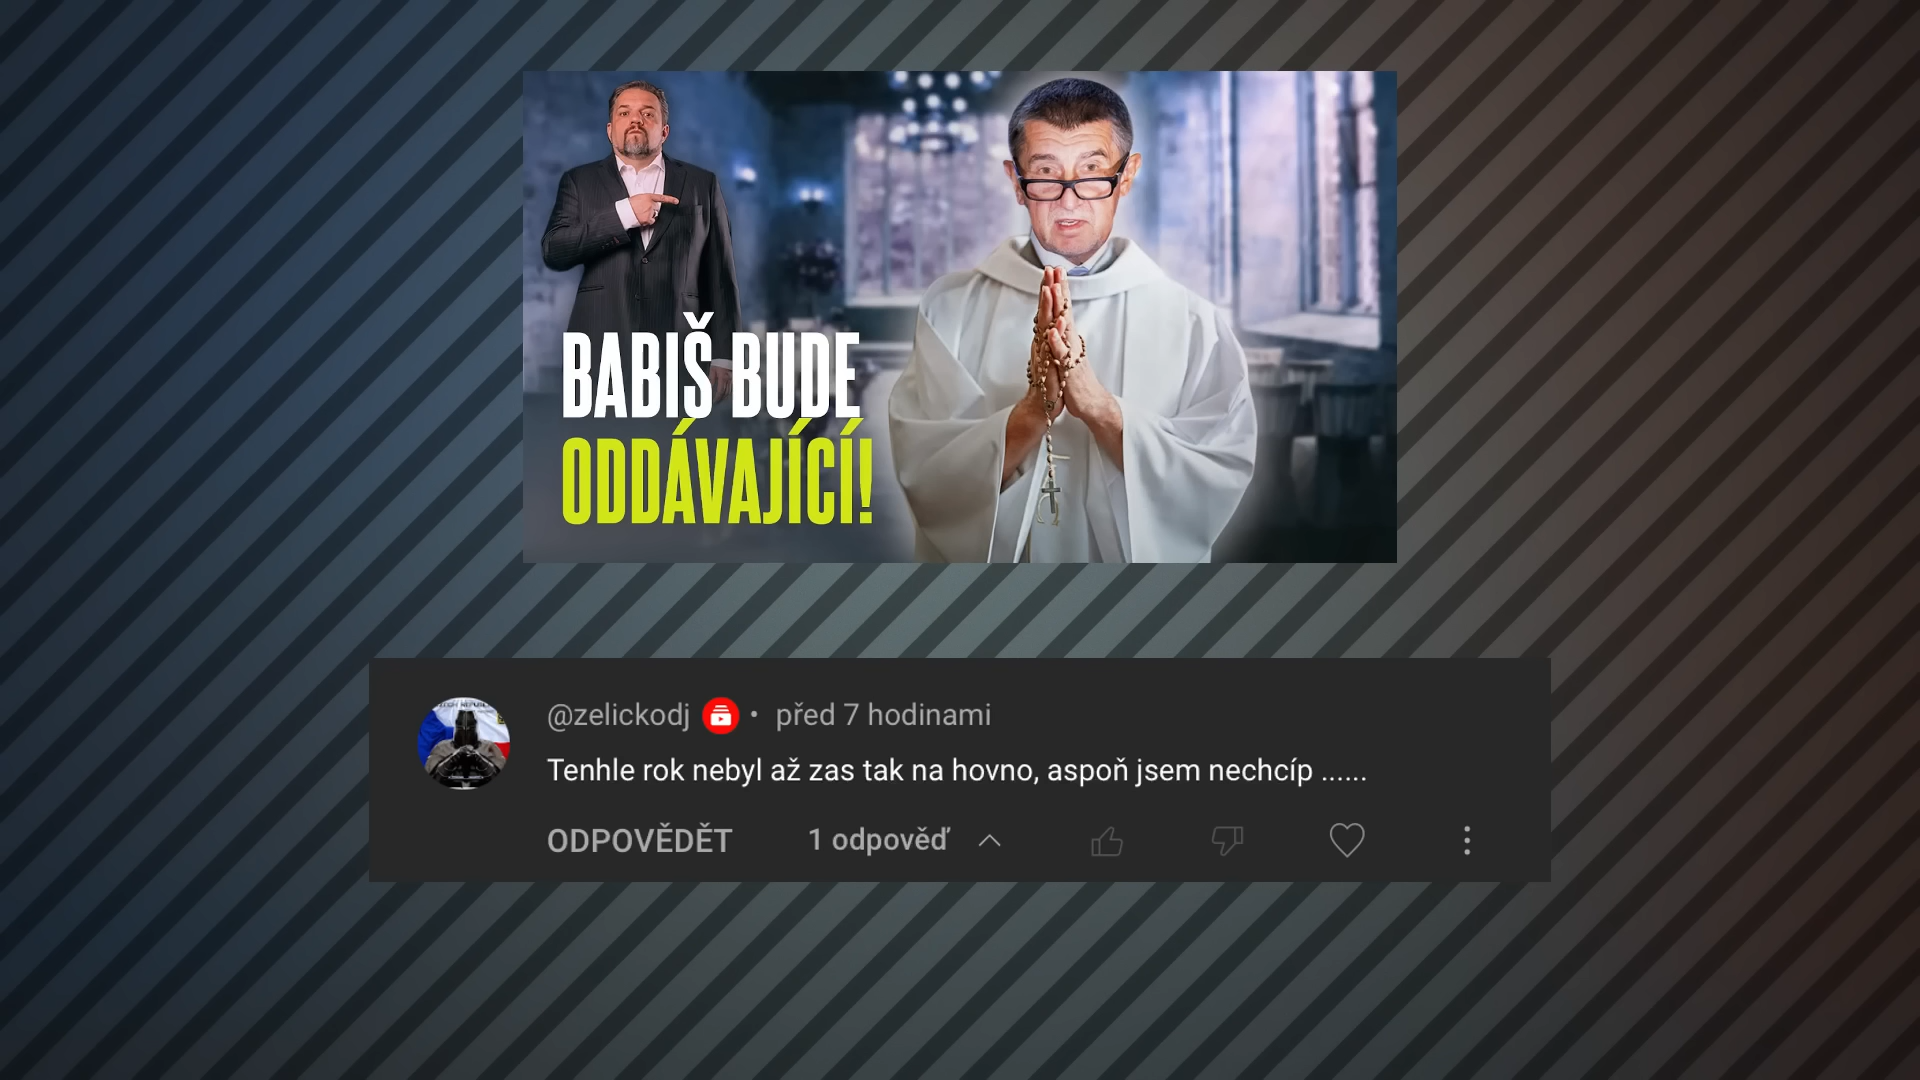 BABIŠ BUDE
ODDÁVAJÍCÍ!
@zelickodj • před 7 hodinami
Tenhle rok nebyl až zas tak na hovno, aspoň jsem nechcíp ......
ODPOVĚDĚT 1 odpověď